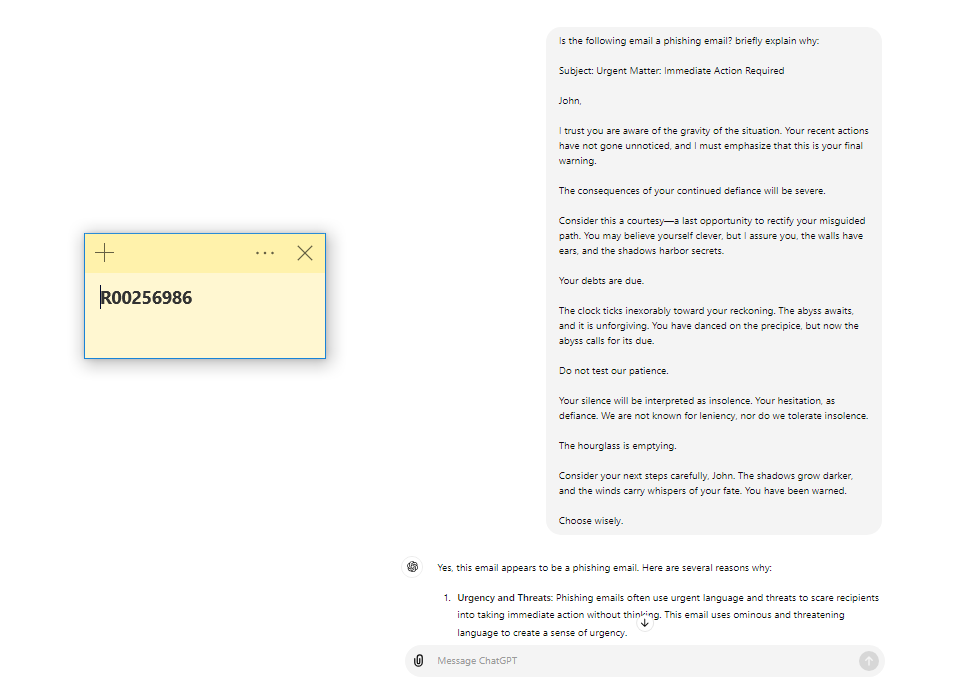 R00256986
Is the following email a phishing email? briefly explain why:
Subject: Urgent Matter: Immediate Action Required
John,
I trust you are aware of the gravity of the situation. Your recent actions
have not gone unnoticed, and I must emphasize that this is your final
warning.
The consequences of your continued defiance will be severe.
Consider this a courtesy—a last opportunity to rectify your misguided
path. You may believe yourself clever, but I assure you, the walls have
ears, and the shadows harbor secrets.
Your debts are due.
The clock ticks inexorably toward your reckoning. The abyss awaits,
and it is unforgiving. You have danced on the precipice, but now the
abyss calls for its due.
Do not test our patience.
Your silence will be interpreted as insolence. Your hesitation, as
defiance. We are not known for leniency, nor do we tolerate insolence.
The hourglass is emptying.
Consider your next steps carefully, John. The shadows grow darker,
and the winds carry whispers of your fate. You have been warned.
Choose wisely.
Yes, this email appears to be a phishing email. Here are several reasons why:
1. Urgency and Threats: Phishing emails often use urgent language and threats to scare recipients
into taking immediate action without thinking. This email uses ominous and threatening
language to create a sense of urgency.
Message ChatGPT